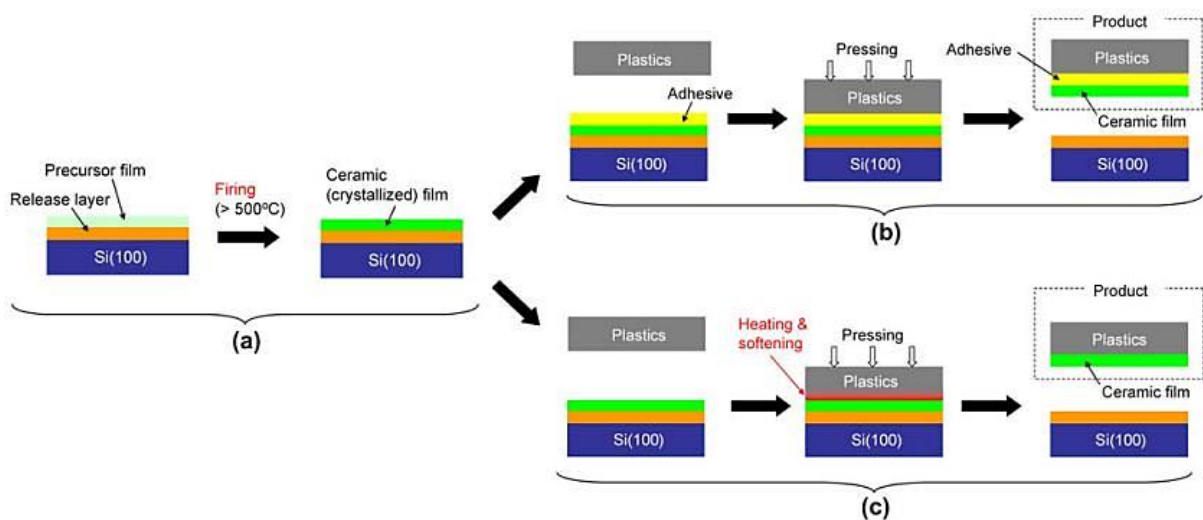 Precursor film
Release layer
Si(100)
Firing
(> 500ºC)
Ceramic
(crystallized) film
Si(100)
(a)
Plastics
Adhesive
Si(100)
Pressing
Plastics
Si(100)
Product
Adhesive
Plastics
Ceramic film
Si(100)
(b)
Plastics
Si(100)
Heating &
softening
Pressing
Plastics
Si(100)
Product
Plastics
Ceramic film
Si(100)
(c)